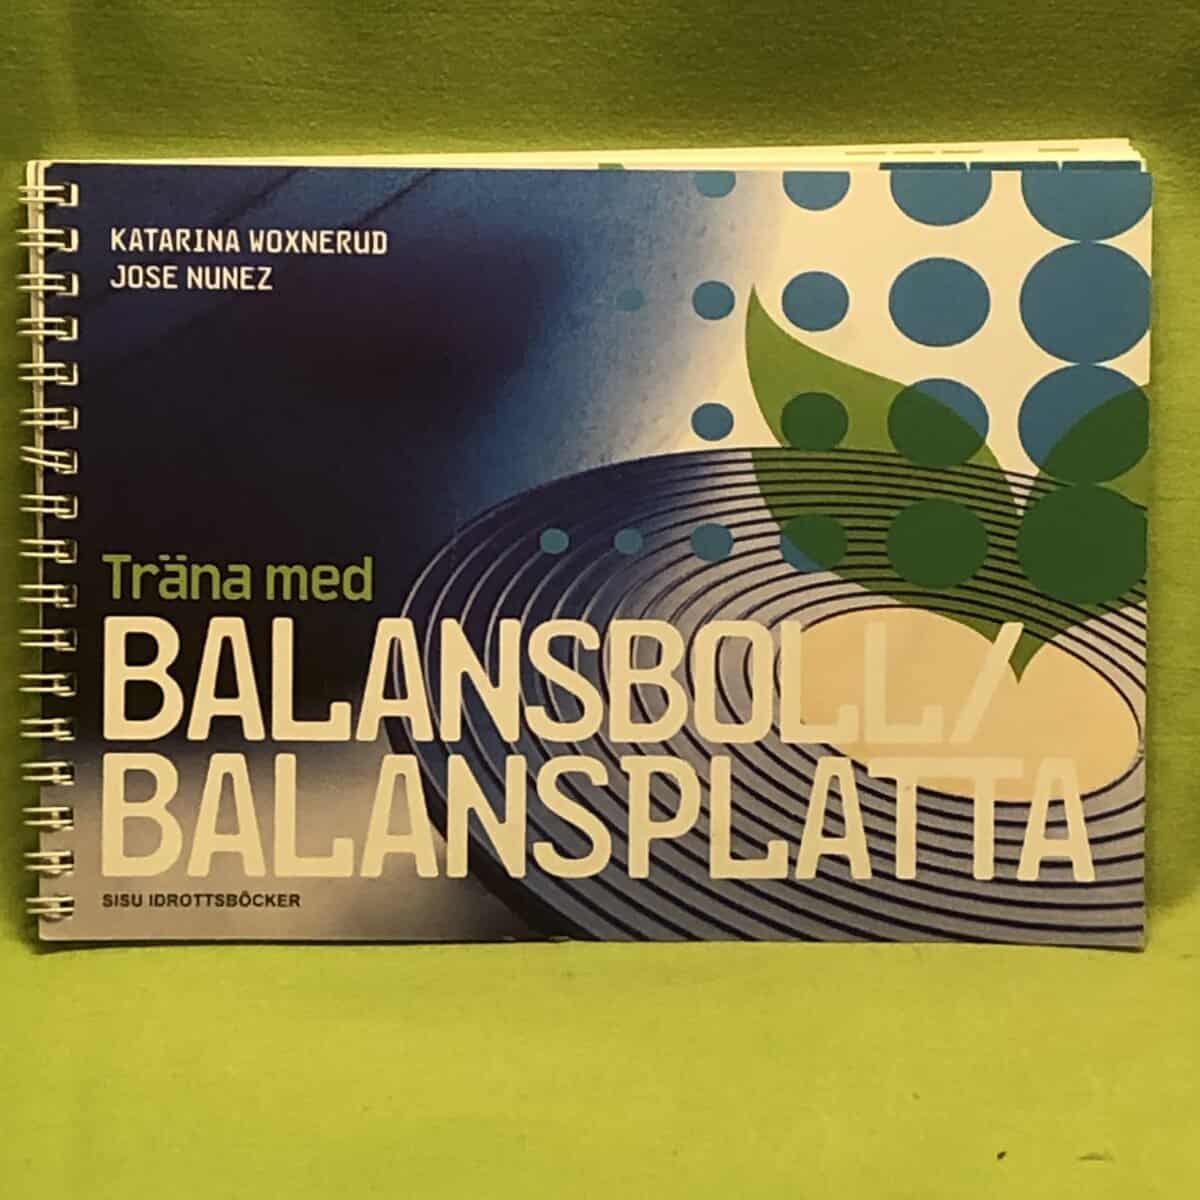 KATARINA WOXNERUD
JOSE NUNEZ
Träna med
BALANSBOLL/
BALANSPLATTA
SISU IDROTTSBÖCKER